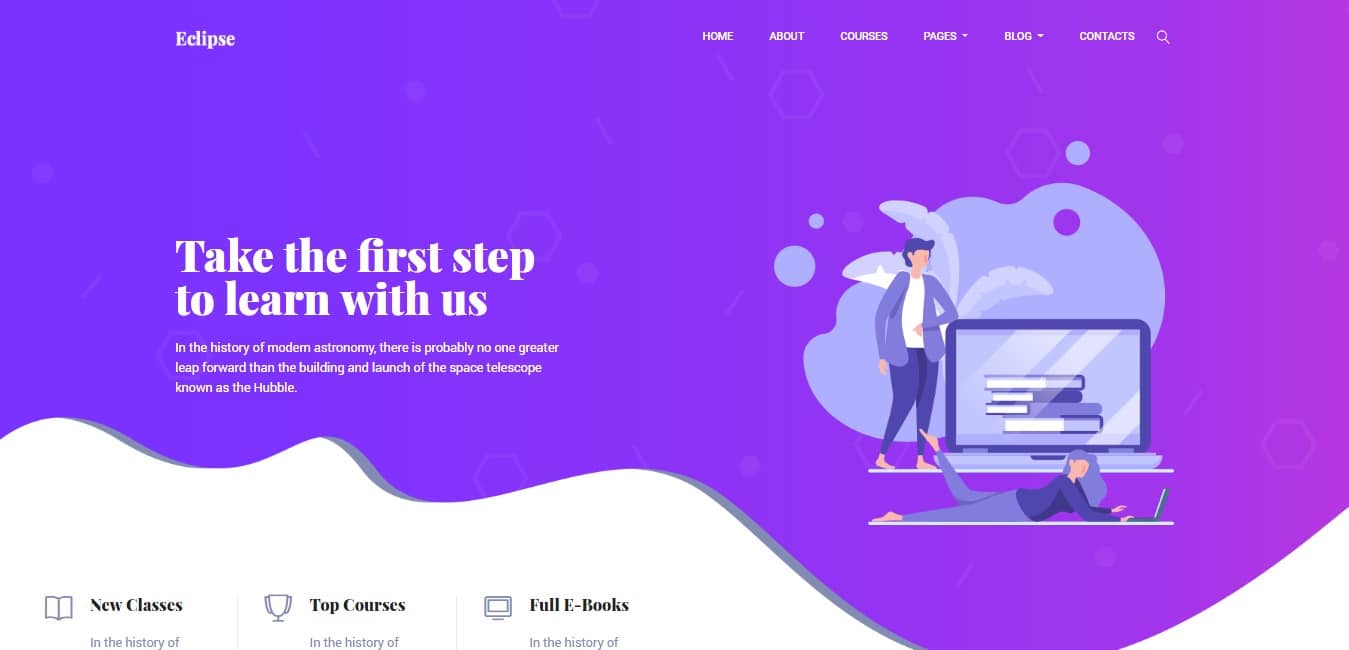 Eclipse
HOME ABOUT COURSES PAGES BLOG CONTACTS
Take the first step
to learn with us
In the history of modern astronomy, there is probably no one greater
leap forward than the building and launch of the space telescope
known as the Hubble.
New Classes
In the history of
Top Courses
In the history of
Full E-Books
In the history of